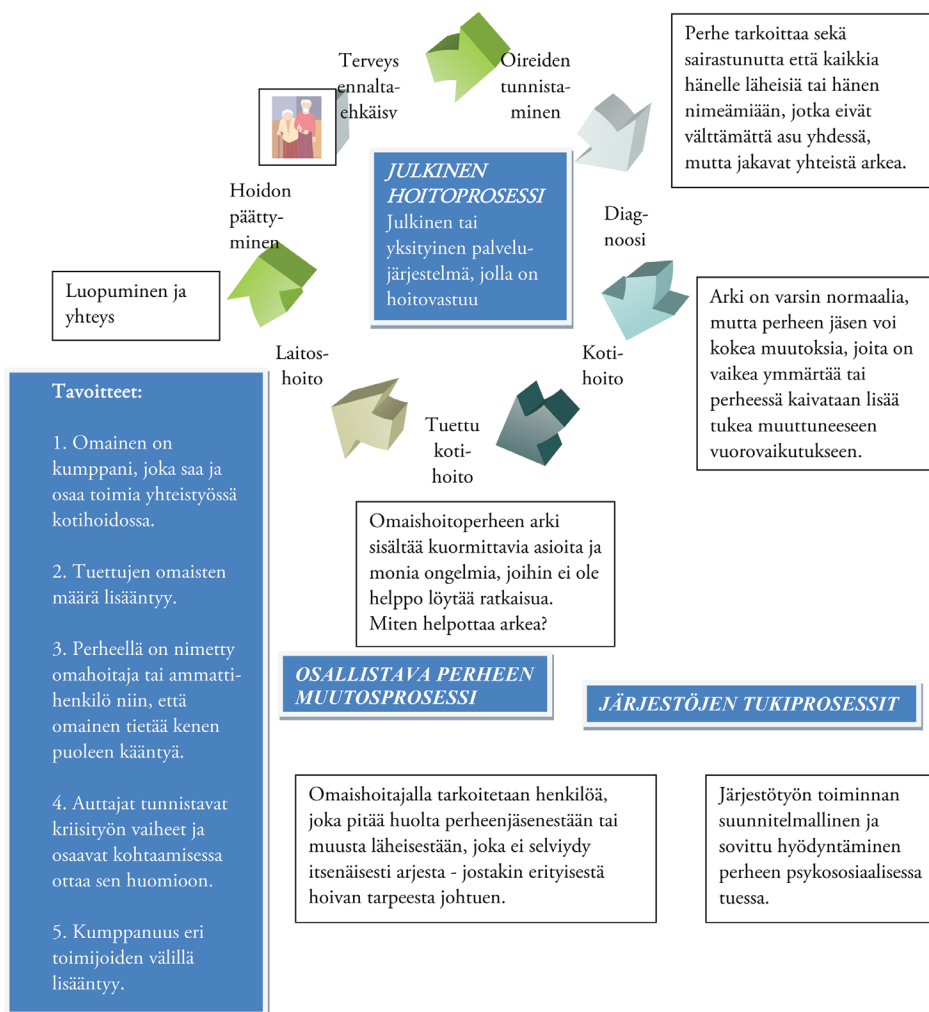 Terveys
ennalta-
ehkäisv
Oireiden
tunnista-
minen
Perhe tarkoittaa sekä
sairastunutta että kaikkia
hänelle läheisiä tai hänen
nimeämiään, jotka eivät
välttämättä asu yhdessä,
mutta jakavat yhteistä arkea.
JULKINEN
HOITOPROSESSI
Julkinen tai
yksityinen palvelu-
järjestelmä, jolla on
hoitovastuu
Hoidon
päätty-
minen
Diag-
noosi
Luopuminen ja
yhteys
Arki on varsin normaalia,
mutta perheen jäsen voi
kokea muutoksia, joita on
vaikea ymmärtää tai
perheessä kaivataan lisää
tukea muuttuneeseen
vuorovaikutukseen.
Laitos-
hoito
Koti-
hoito
Tuettu
koti-
hoito
Tavoitteet:
1. Omainen on
kumppani, joka saa ja
osaa toimia yhteistyössä
kotihoidossa.
2. Tuettujen omaisten
määrä lisääntyy.
3. Perheellä on nimetty
omahoitaja tai ammatti-
henkilö niin, että
omainen tietää kenen
puoleen kääntyä.
4. Auttajat tunnistavat
kriisityön vaiheet ja
osaavat kohtaamisessa
ottaa sen huomioon.
5. Kumppanuus eri
toimijoiden välillä
lisääntyy.
Omaishoitoperheen arki
sisältää kuormittavia asioita ja
monia ongelmia, joihin ei ole
helppo löytää ratkaisua.
Miten helpottaa arkea?
OSALLISTAVA PERHEEN
MUUTOSPROSESSI
JÄRJESTÖJEN TUKIPROSESSIT
Omaishoitajalla tarkoitetaan henkilöä,
joka pitää huolta perheenjäsenestään tai
muusta läheisestään, joka ei selviydy
itsenäisesti arjesta - jostakin erityisestä
hoivan tarpeesta johtuen.
Järjestötyön toiminnan
suunnitelmallinen ja
sovittu hyödyntäminen
perheen psykososiaalisessa
tuessa.